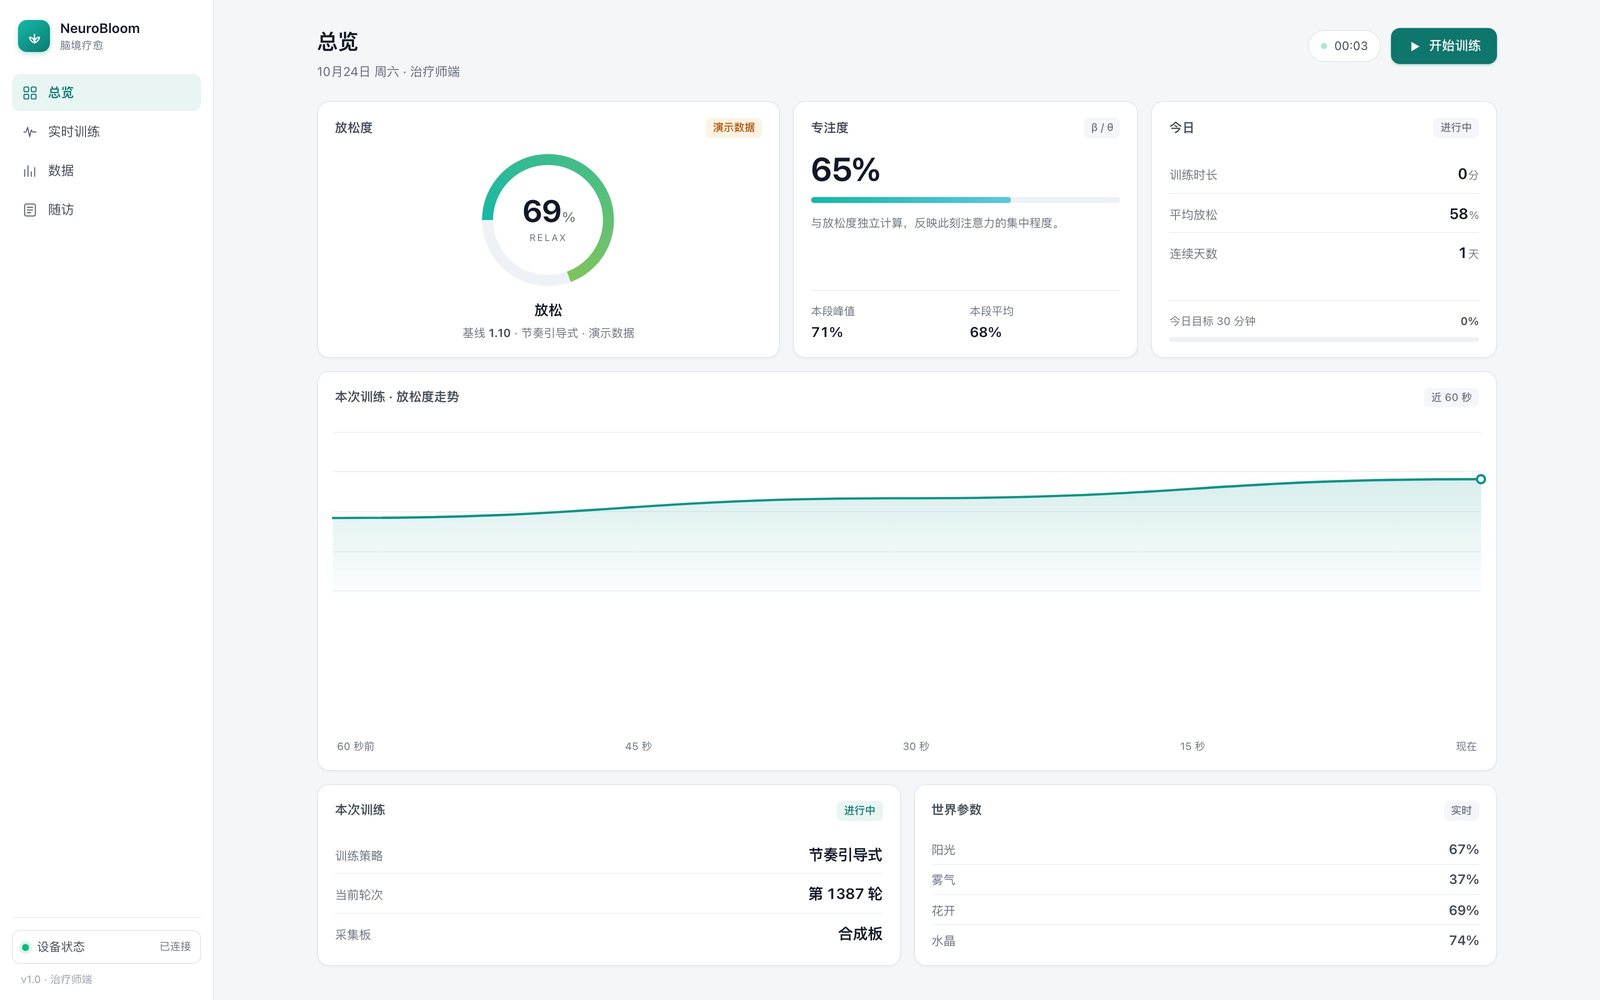 NeuroBloom
脑境疗愈
总览
实时训练
数据
随访
设备状态 已连接
v1.0 · 治疗师端
总览
10月24日 周六 · 治疗师端
00:03
开始训练
放松度 演示数据
69%
RELAX
放松
基线 1.10 · 节奏引导式 · 演示数据
专注度 β / θ
65%
与放松度独立计算，反映此刻注意力的集中程度。
本段峰值 本段平均
71% 68%
今日 进行中
训练时长 0分
平均放松 58%
连续天数 1天
今日目标 30 分钟 0%
本次训练 · 放松度走势 近 60 秒
60 秒前 45 秒 30 秒 15 秒 现在
本次训练 进行中
训练策略 节奏引导式
当前轮次 第 1387 轮
采集板 合成板
世界参数 实时
阳光 67%
雾气 37%
花开 69%
水晶 74%